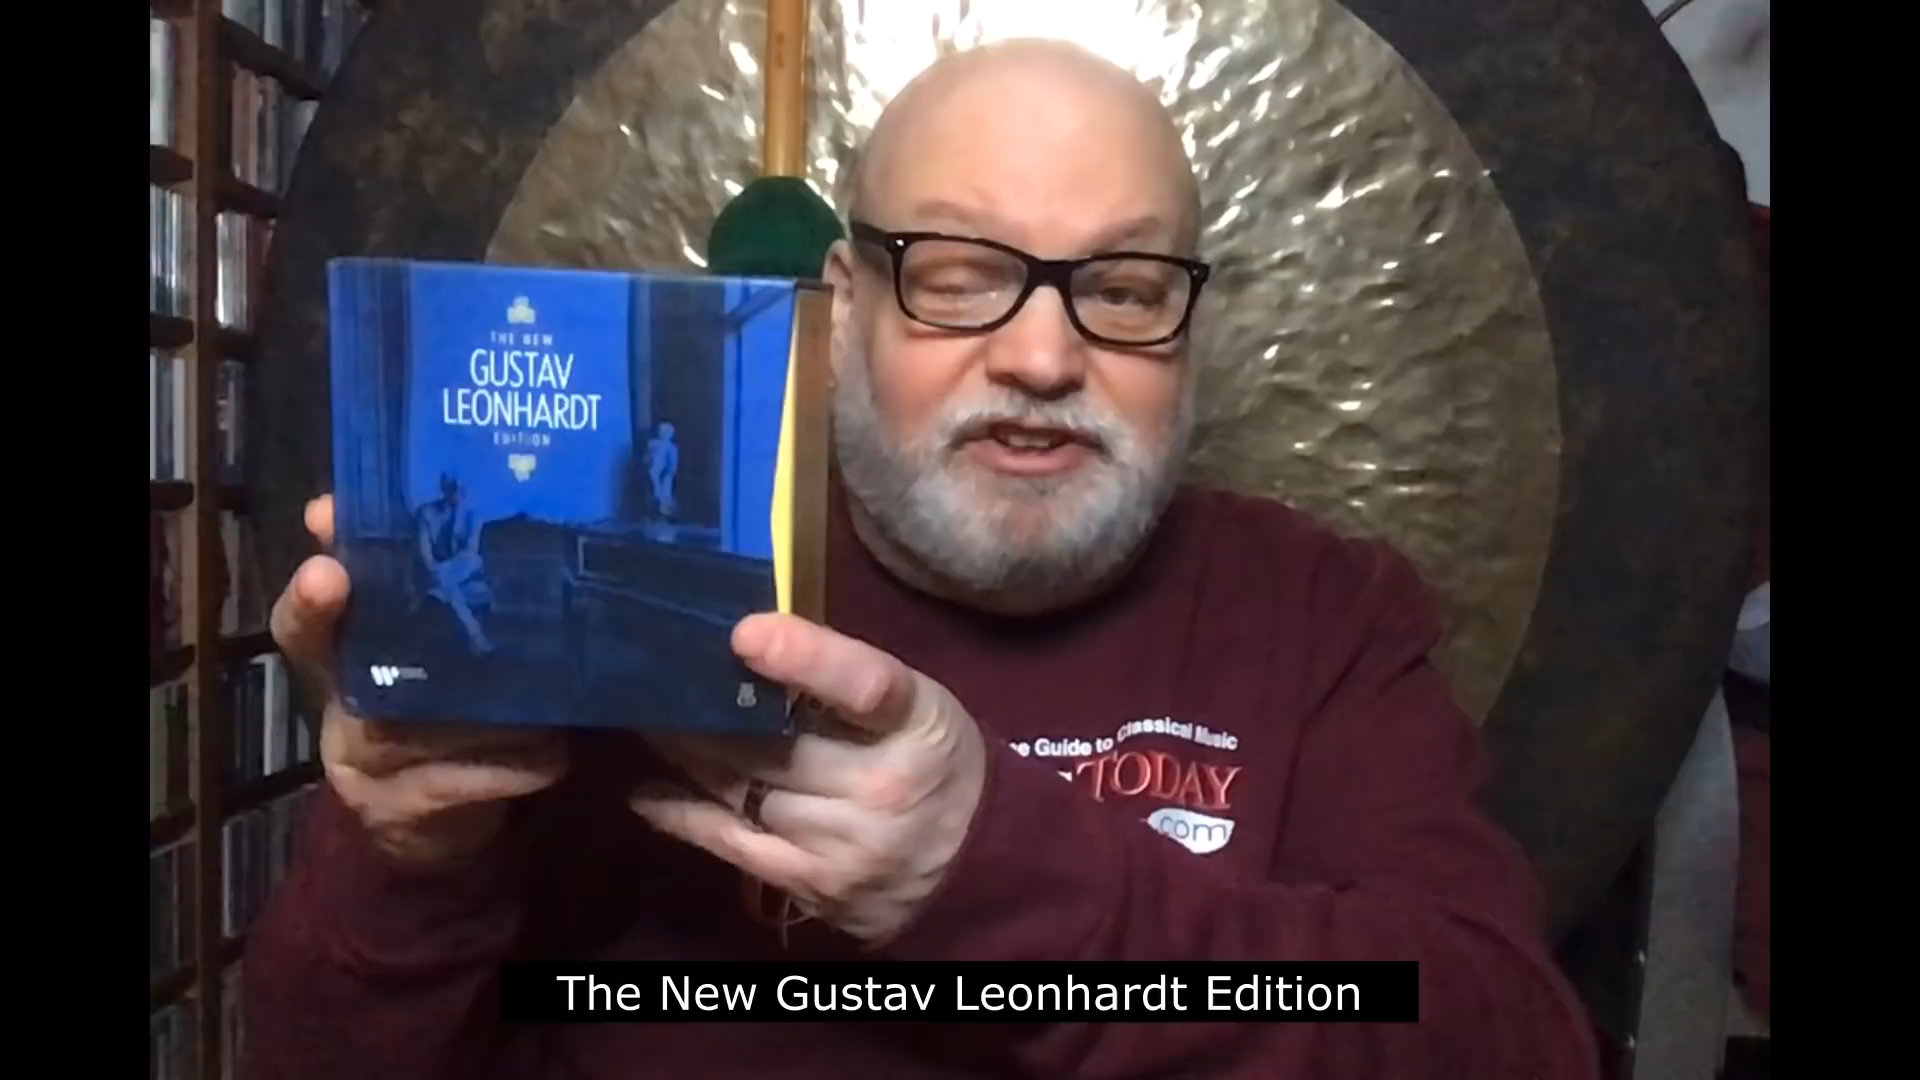 THE NEW
GUSTAV
LEONHARDT
EDITION
Guide to Classical Music
TODAY
.com
The New Gustav Leonhardt Edition